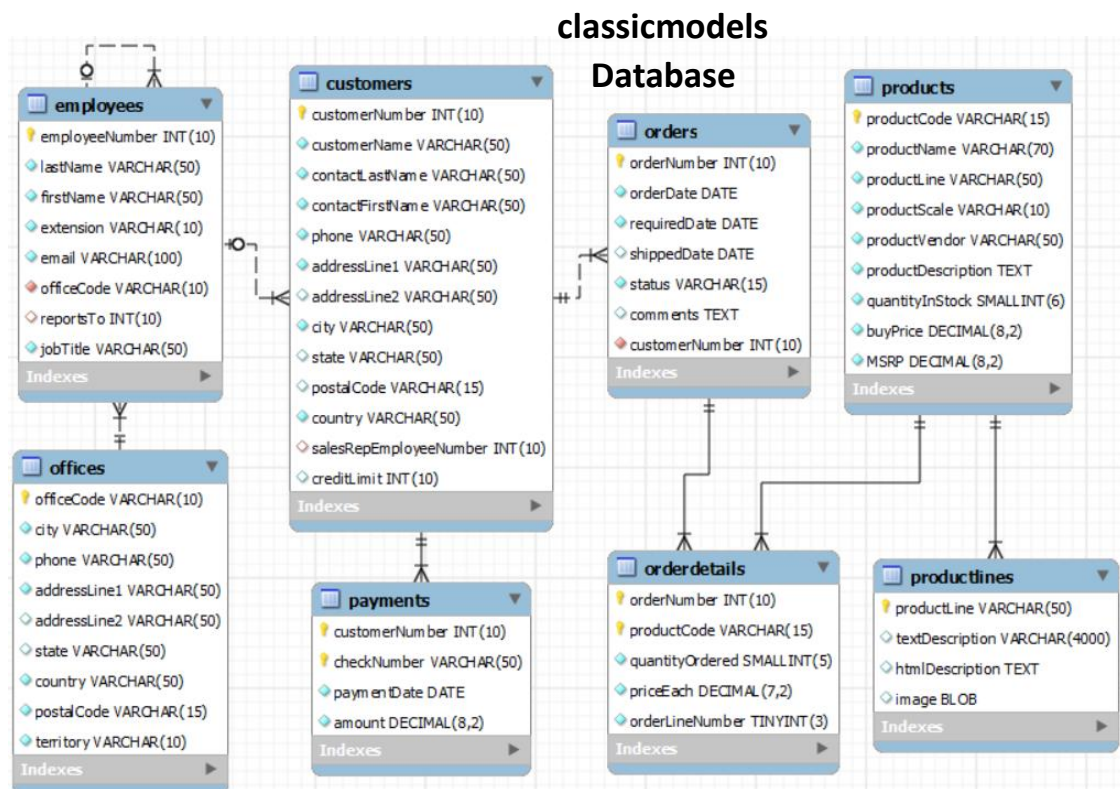 classicmodels
Database
employees
employeeNumber INT(10)
lastName VARCHAR(50)
firstName VARCHAR(50)
extension VARCHAR(10)
email VARCHAR(100)
officeCode VARCHAR(10)
reportsTo INT(10)
jobTitle VARCHAR(50)
Indexes
customers
customerNumber INT(10)
customerName VARCHAR(50)
contactLastName VARCHAR(50)
contactFirstName VARCHAR(50)
phone VARCHAR(50)
addressLine1 VARCHAR(50)
addressLine2 VARCHAR(50)
city VARCHAR(50)
state VARCHAR(50)
postalCode VARCHAR(15)
country VARCHAR(50)
salesRepEmployeeNumber INT(10)
creditLimit INT(10)
Indexes
orders
orderNumber INT(10)
orderDate DATE
requiredDate DATE
shippedDate DATE
status VARCHAR(15)
comments TEXT
customerNumber INT(10)
Indexes
products
productCode VARCHAR(15)
productName VARCHAR(70)
productLine VARCHAR(50)
productScale VARCHAR(10)
productVendor VARCHAR(50)
productDescription TEXT
quantityInStock SMALLINT(6)
buyPrice DECIMAL(8,2)
MSRP DECIMAL(8,2)
Indexes
offices
officeCode VARCHAR(10)
city VARCHAR(50)
phone VARCHAR(50)
addressLine1 VARCHAR(50)
addressLine2 VARCHAR(50)
state VARCHAR(50)
country VARCHAR(50)
postalCode VARCHAR(15)
territory VARCHAR(10)
Indexes
payments
customerNumber INT(10)
checkNumber VARCHAR(50)
paymentDate DATE
amount DECIMAL(8,2)
Indexes
orderdetails
orderNumber INT(10)
productCode VARCHAR(15)
quantityOrdered SMALLINT(5)
priceEach DECIMAL(7,2)
orderLineNumber TINYINT(3)
Indexes
productlines
productLine VARCHAR(50)
textDescription VARCHAR(4000)
htmlDescription TEXT
image BLOB
Indexes